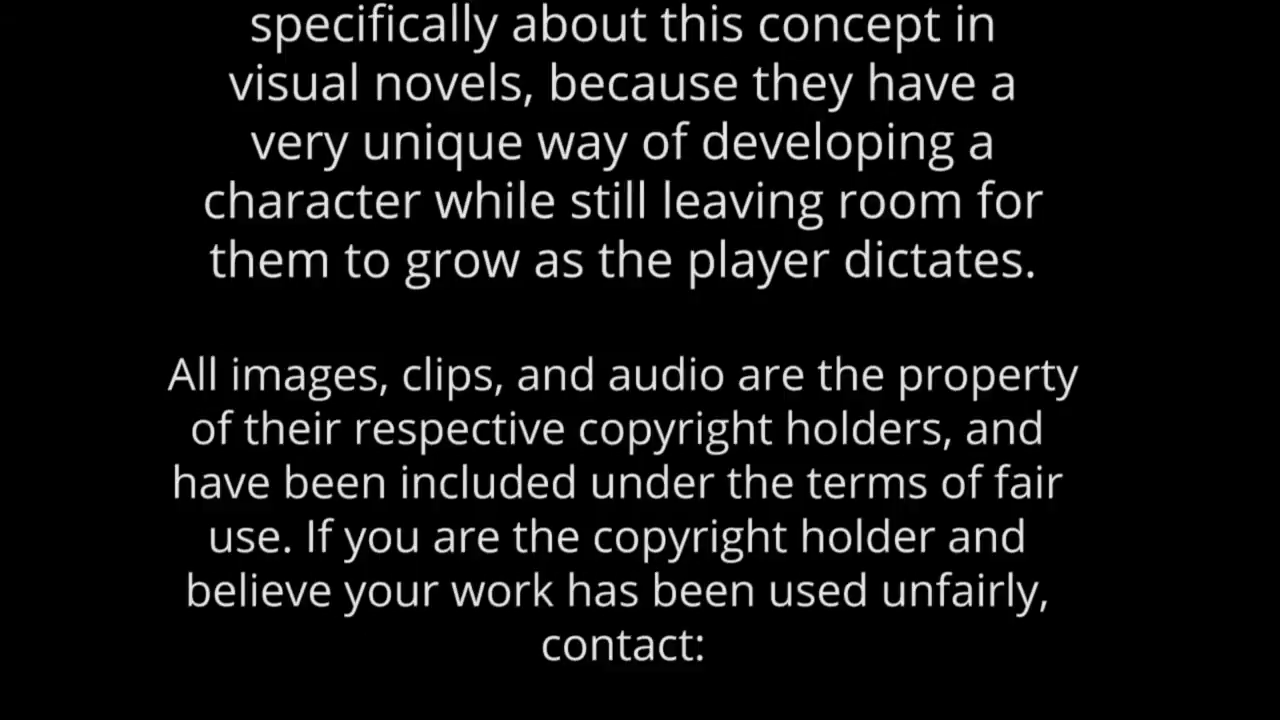 specifically about this concept in
visual novels, because they have a
very unique way of developing a
character while still leaving room for
them to grow as the player dictates.
All images, clips, and audio are the property
of their respective copyright holders, and
have been included under the terms of fair
use. If you are the copyright holder and
believe your work has been used unfairly,
contact: